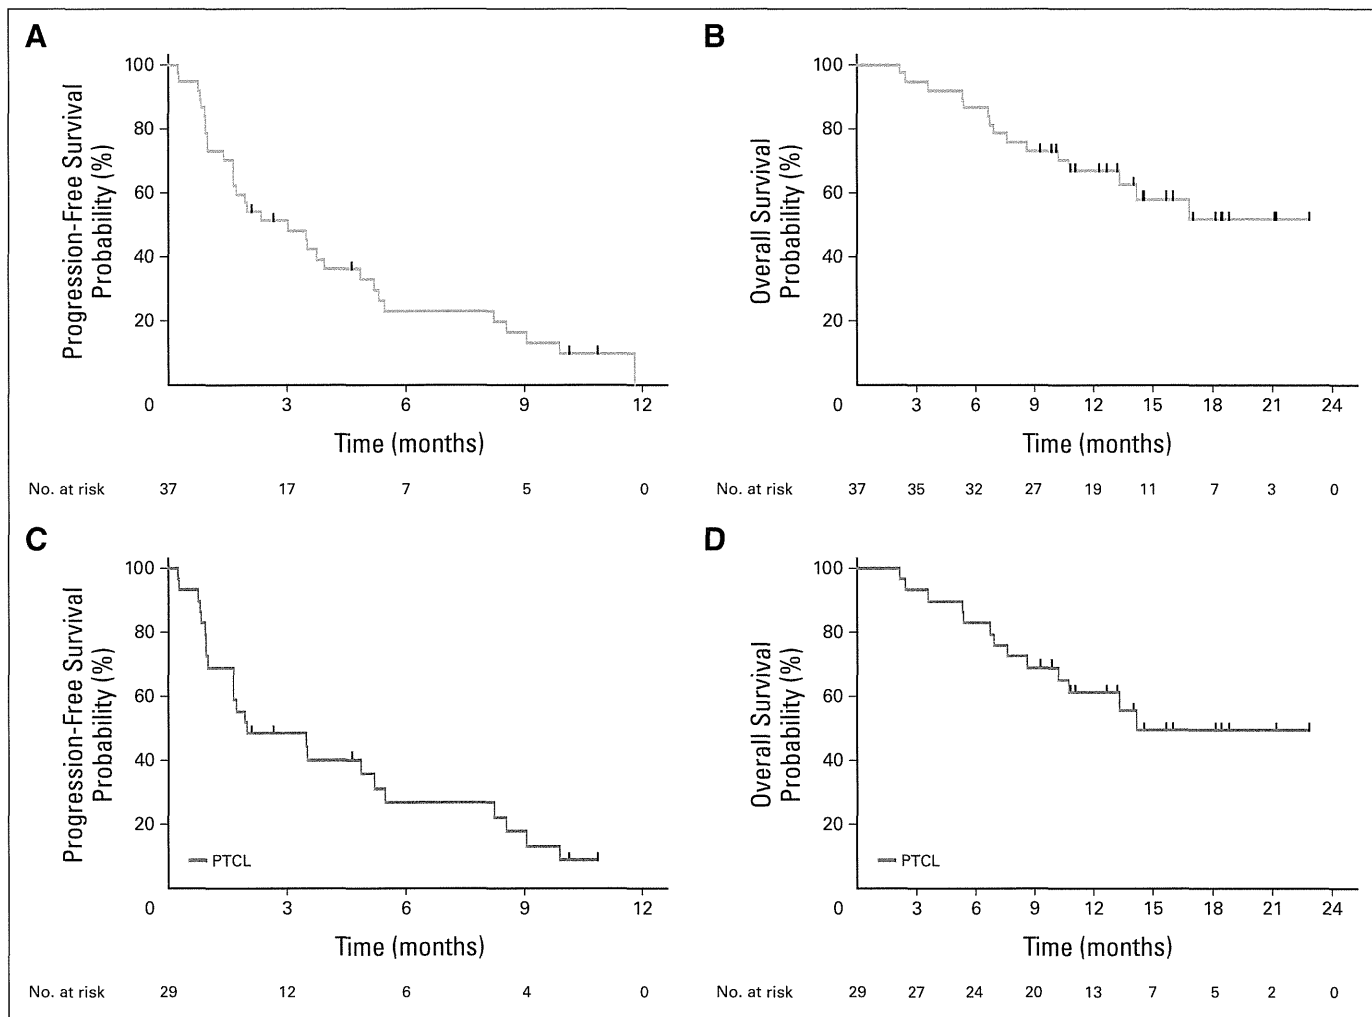 A
Progression-Free Survival
Probability (%)
100
80
60
40
20
0
3
6
9
12
Time (months)
No. at risk 37 17 7 5 0
B
Overall Survival
Probability (%)
100
80
60
40
20
0
3
6
9
12
15
18
21
24
Time (months)
No. at risk 37 35 32 27 19 11 7 3 0
C
Progression-Free Survival
Probability (%)
100
80
60
40
20
PTCL
0
3
6
9
12
Time (months)
No. at risk 29 12 6 4 0
D
Overall Survival
Probability (%)
100
80
60
40
20
PTCL
0
3
6
9
12
15
18
21
24
Time (months)
No. at risk 29 27 24 20 13 7 5 2 0